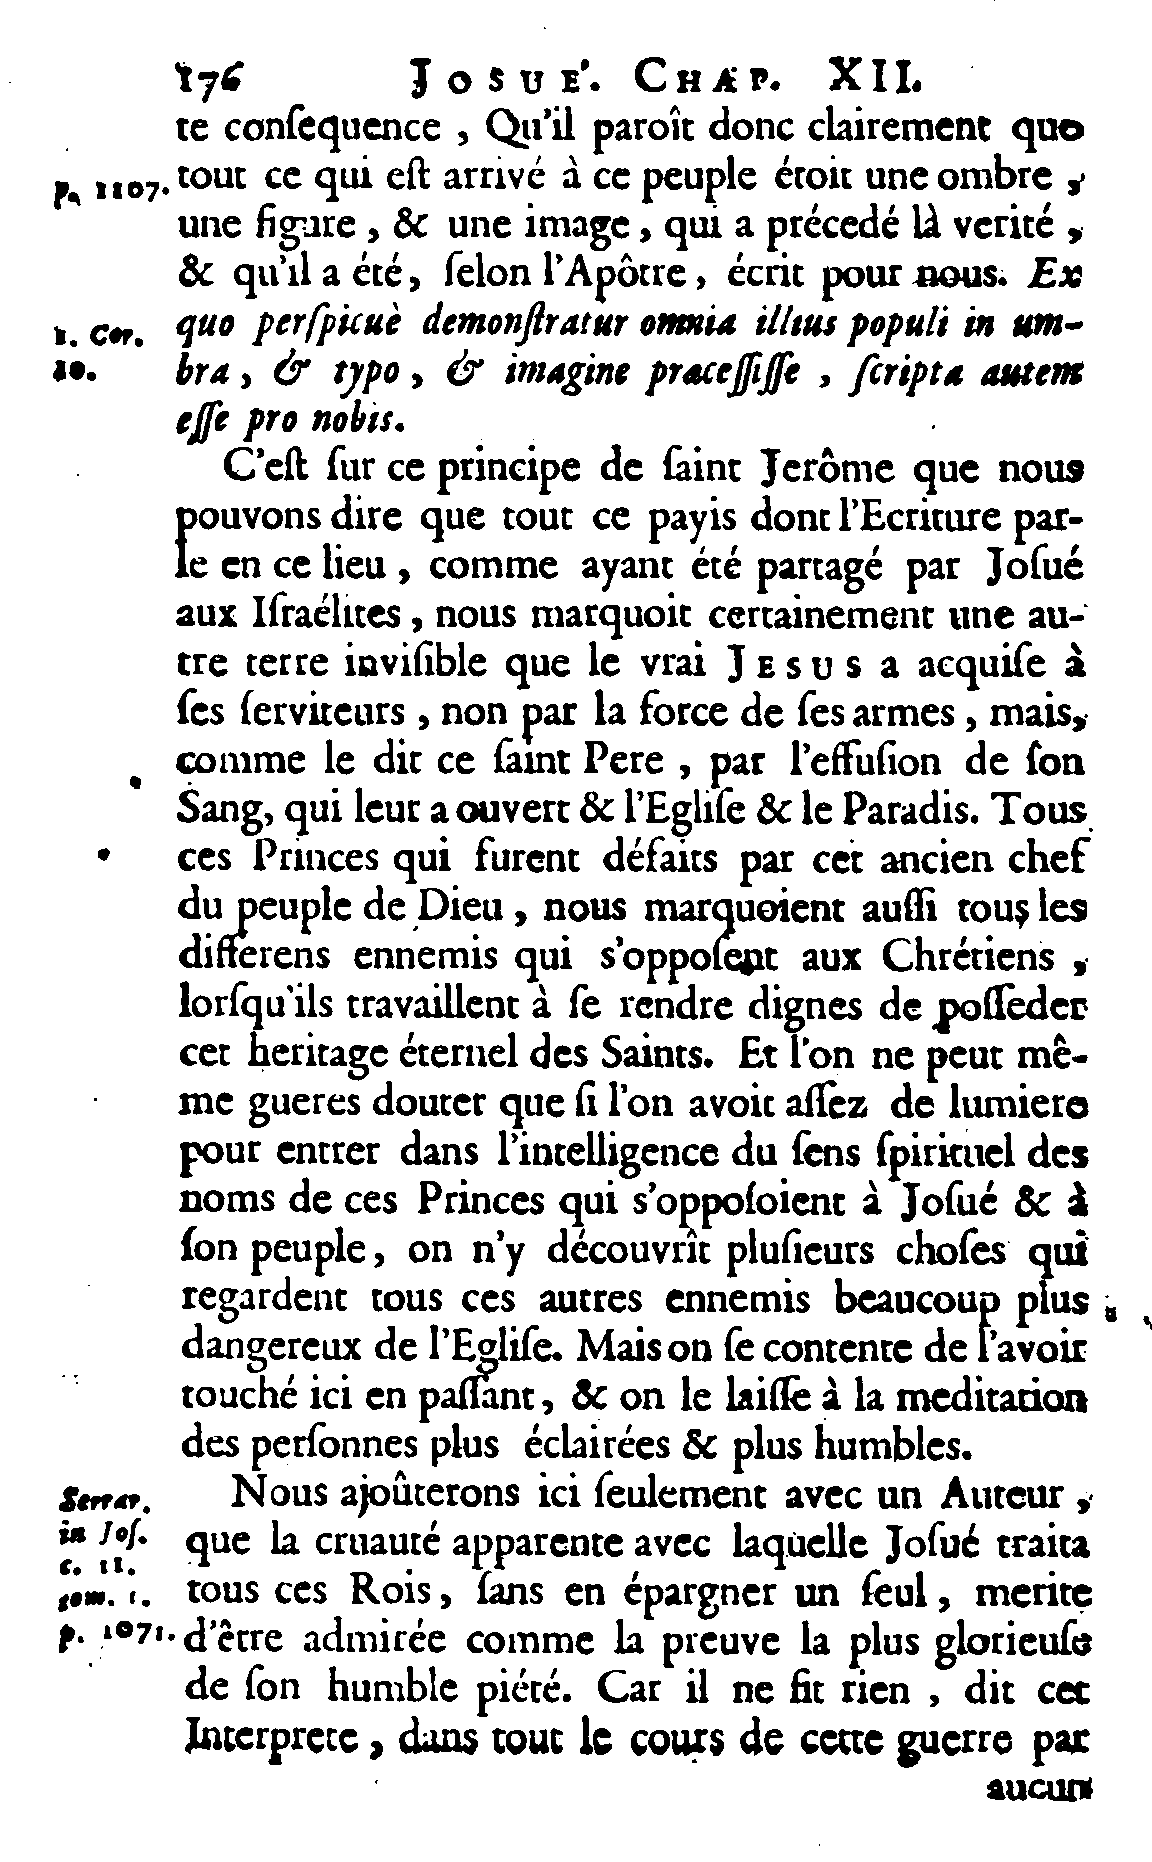 176 JOSUE'. CHAP. XII.
te conſequence , Qu'il paroît donc clairement que
p. 1107. tout ce qui eſt arrivé à ce peuple étoit une ombre ,
une figure , & une image , qui a précedé la verité ,
& qu'il a été, ſelon l'Apôtre , écrit pour nous. Ex
1. Cor. quo perſpicuè demonſtratur omnia illius populi in um-
10. bra , & typo , & imagine praceſſiſſe , ſcripta autem
eſſe pro nobis.
C'eſt ſur ce principe de ſaint Jerôme que nous
pouvons dire que tout ce payis dont l'Ecriture par-
le en ce lieu , comme ayant été partagé par Joſué
aux Iſraélites , nous marquoit certainement une au-
tre terre inviſible que le vrai JESUS a acquiſe à
ſes ſerviteurs , non par la force de ſes armes , mais,
comme le dit ce ſaint Pere , par l'effuſion de ſon
Sang, qui leur a ouvert & l'Egliſe & le Paradis. Tous
ces Princes qui furent défaits par cet ancien chef
du peuple de Dieu , nous marquoient auſſi tous les
differens ennemis qui s'oppoſent aux Chrétiens ,
lorſqu'ils travaillent à ſe rendre dignes de poſſeder
cet heritage éternel des Saints. Et l'on ne peut mê-
me gueres douter que ſi l'on avoit aſſez de lumiere
pour entrer dans l'intelligence du ſens ſpirituel des
noms de ces Princes qui s'oppoſoient à Joſué & à
ſon peuple , on n'y découvrît pluſieurs choſes qui
regardent tous ces autres ennemis beaucoup plus
dangereux de l'Egliſe. Mais on ſe contente de l'avoir
touché ici en paſſant , & on le laiſſe à la meditation
des perſonnes plus éclairées & plus humbles.
Serrar. Nous ajoûterons ici ſeulement avec un Auteur ,
in Joſ. que la cruauté apparente avec laquelle Joſué traita
c. 11.
tom. 1. tous ces Rois , ſans en épargner un ſeul , merite
p. 1071. d'être admirée comme la preuve la plus glorieuſe
de ſon humble piété. Car il ne fit rien , dit cet
Interprete , dans tout le cours de cette guerre par
aucun